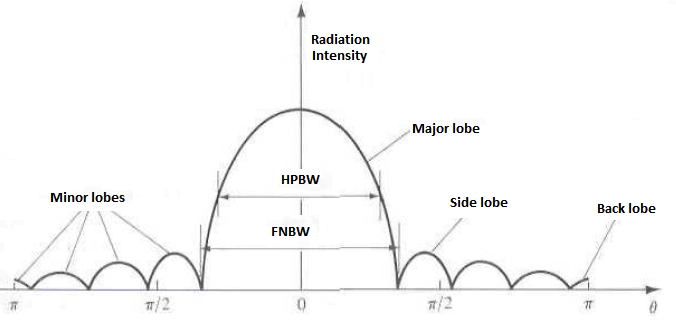 Radiation
Intensity
Major lobe
HPBW
Minor lobes
Side lobe
Back lobe
FNBW
π π/2 0 π/2 π θ